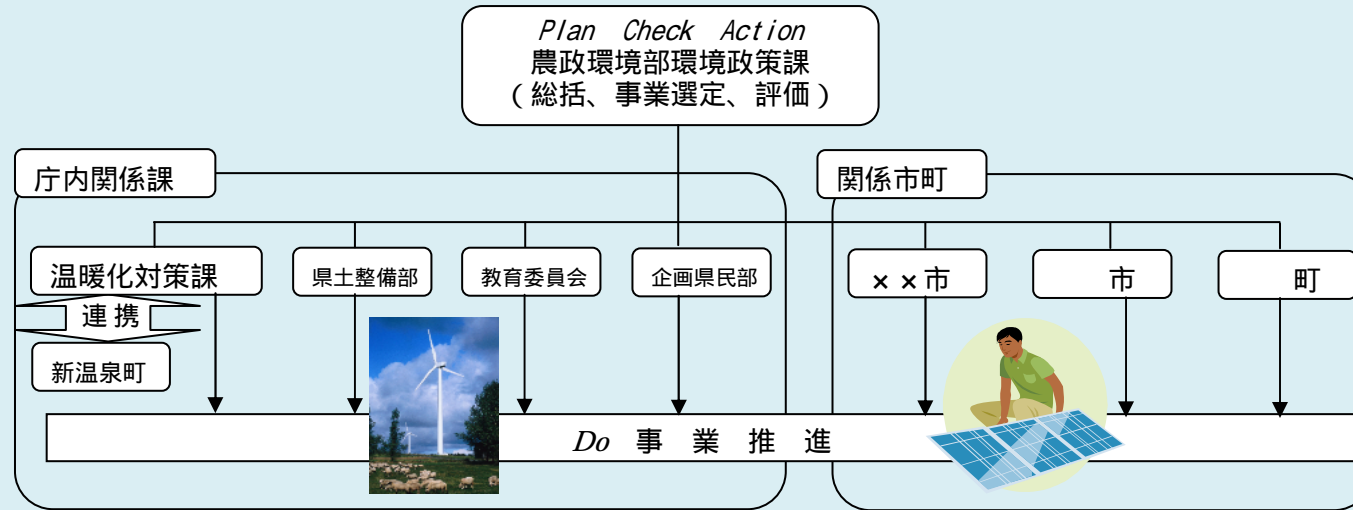 Plan Check Action
農政環境部環境政策課
(総括、事業選定、評価)
庁内関係課
関係市町
温暖化対策課
県土整備部
教育委員会
企画県民部
××市
市
町
連携
新温泉町
Do 事業推進